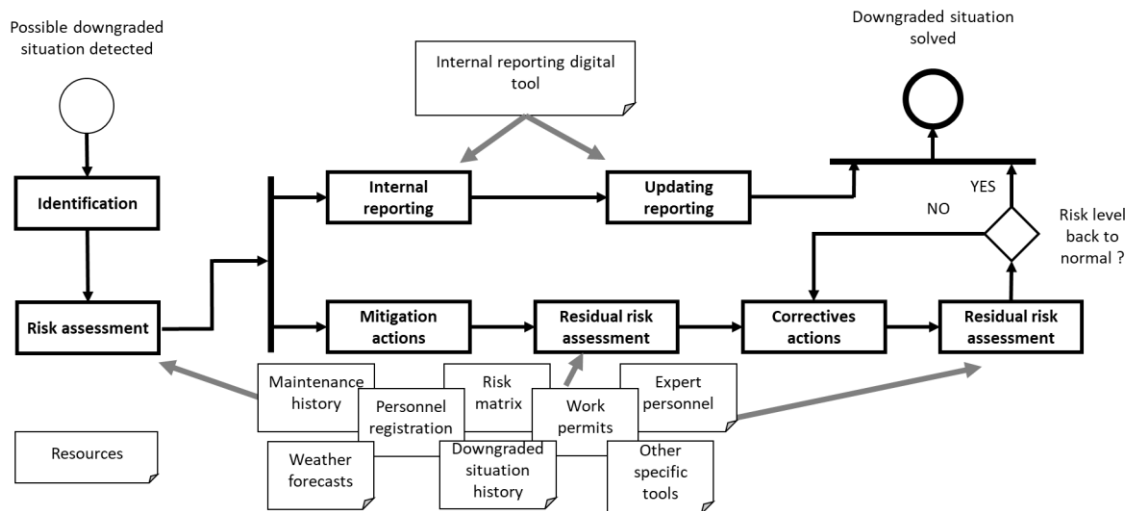 Possible downgraded
situation detected
Downgraded situation
solved
Internal reporting digital
tool
Identification
Internal
reporting
Updating
reporting
YES
NO
Risk level
back to
normal ?
Risk assessment
Mitigation
actions
Residual risk
assessment
Correctives
actions
Residual risk
assessment
Maintenance
history
Risk
matrix
Expert
personnel
Personnel
registration
Work
permits
Resources
Weather
forecasts
Downgraded
situation
history
Other
specific
tools